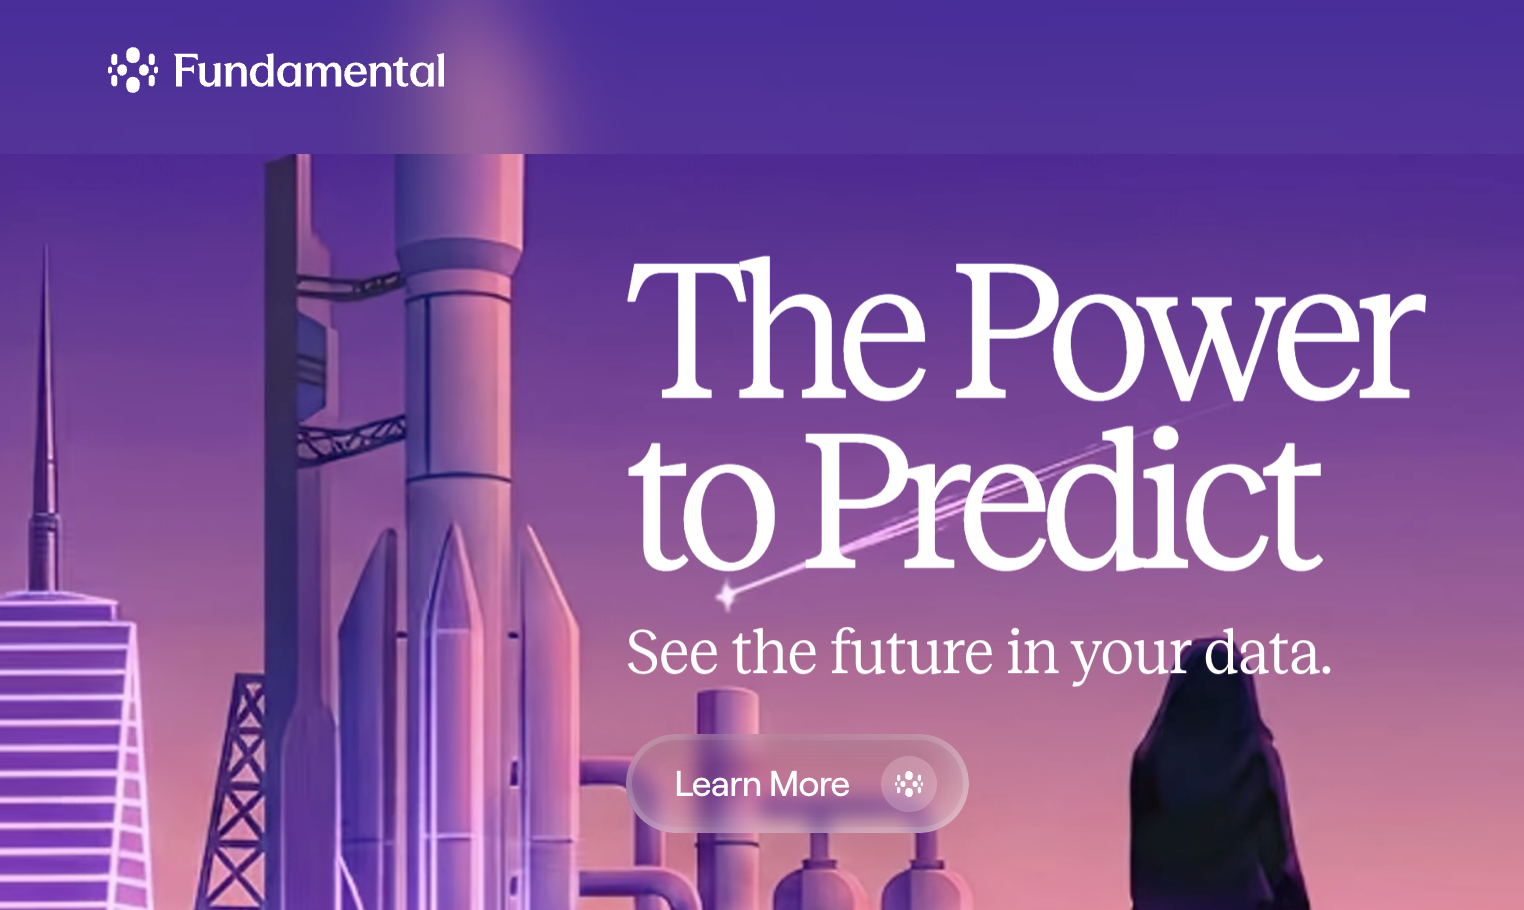 Fundamental
The Power
to Predict
See the future in your data.
Learn More